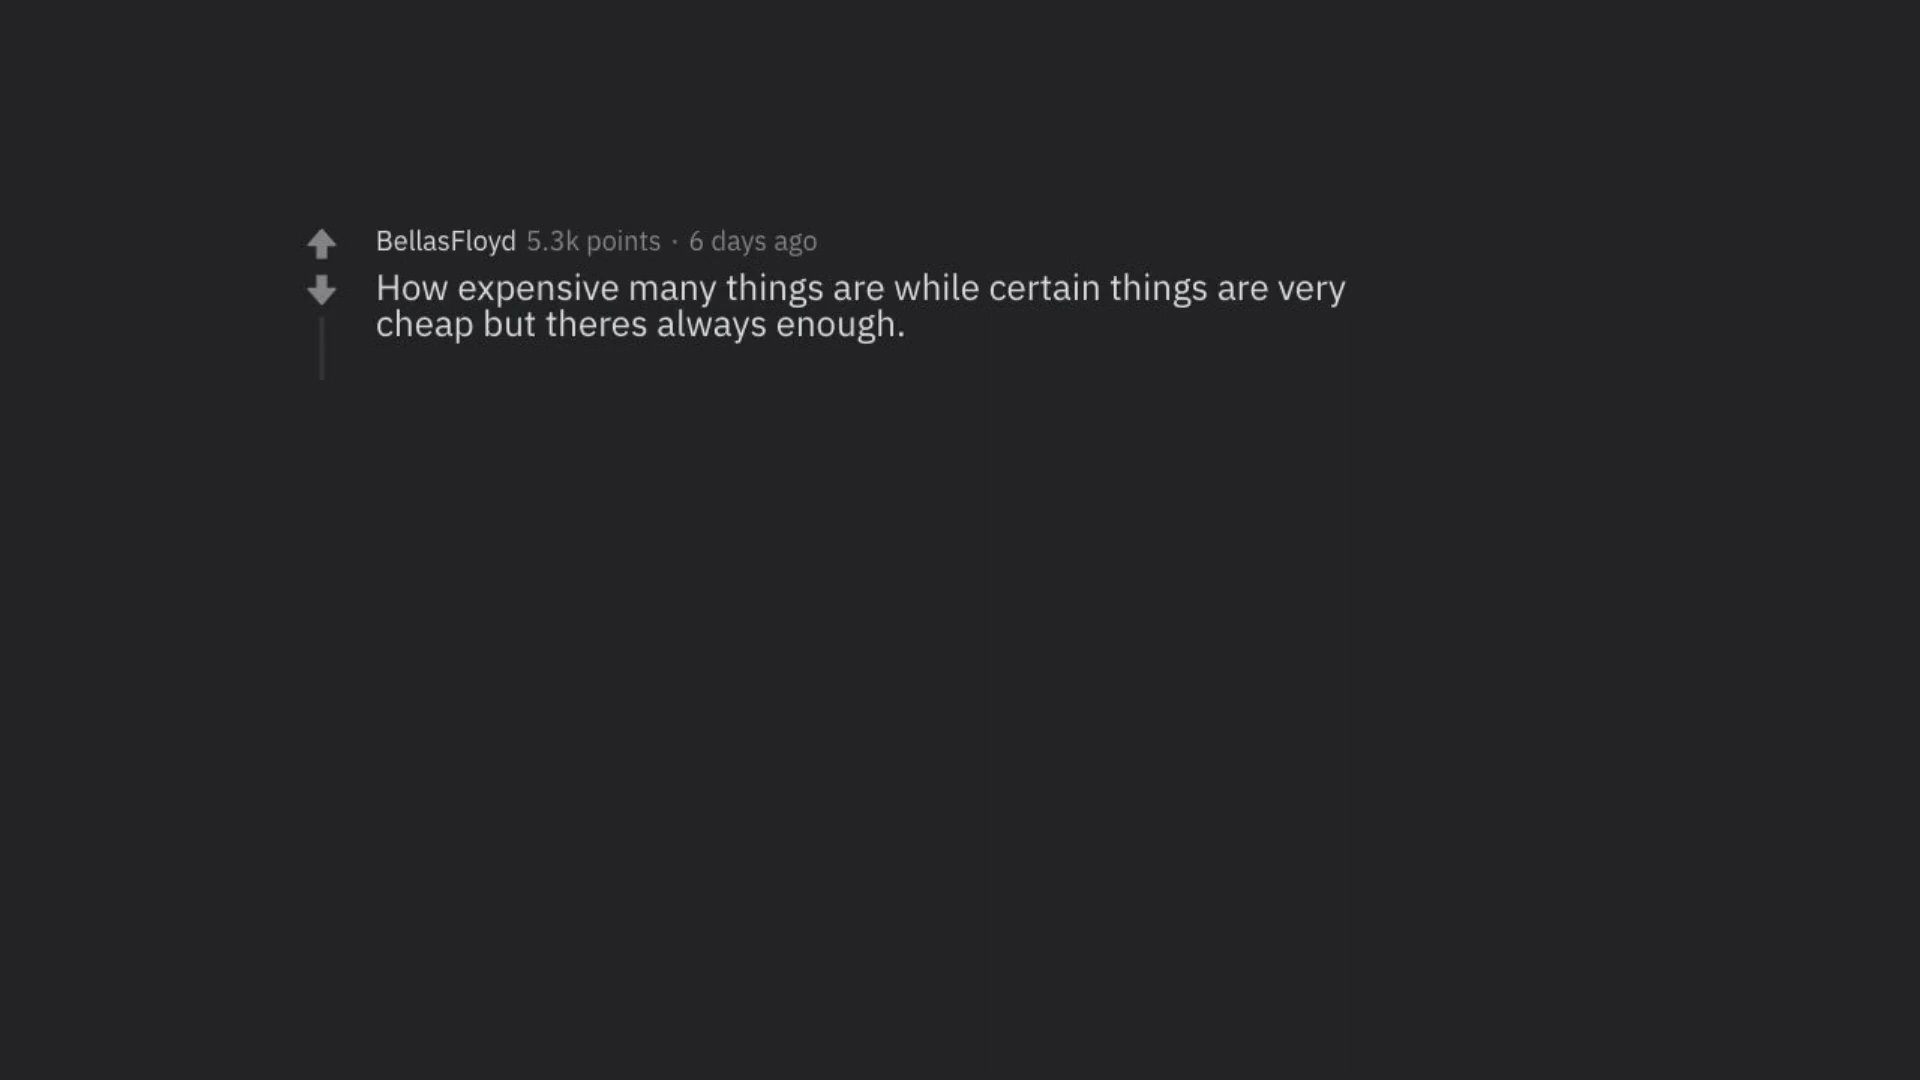 BellasFloyd 5.3k points · 6 days ago
How expensive many things are while certain things are very
cheap but theres always enough.